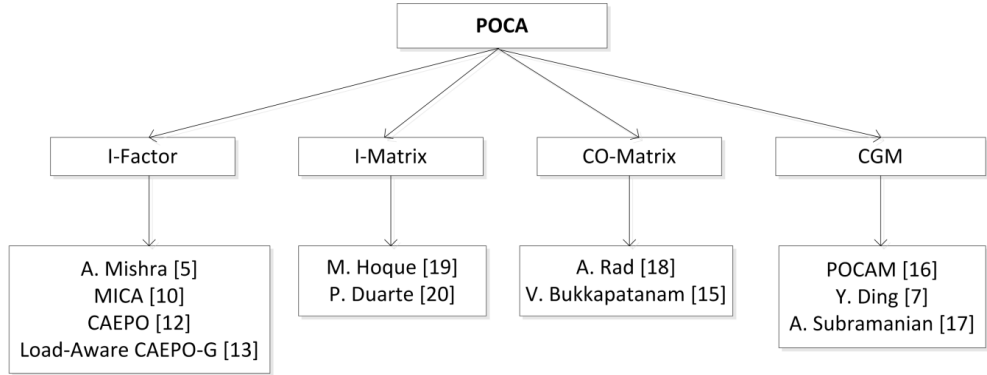 POCA
I-Factor
I-Matrix
CO-Matrix
CGM
A. Mishra [5]
MICA [10]
CAEPO [12]
Load-Aware CAEPO-G [13]
M. Hoque [19]
P. Duarte [20]
A. Rad [18]
V. Bukkapatanam [15]
POCAM [16]
Y. Ding [7]
A. Subramanian [17]